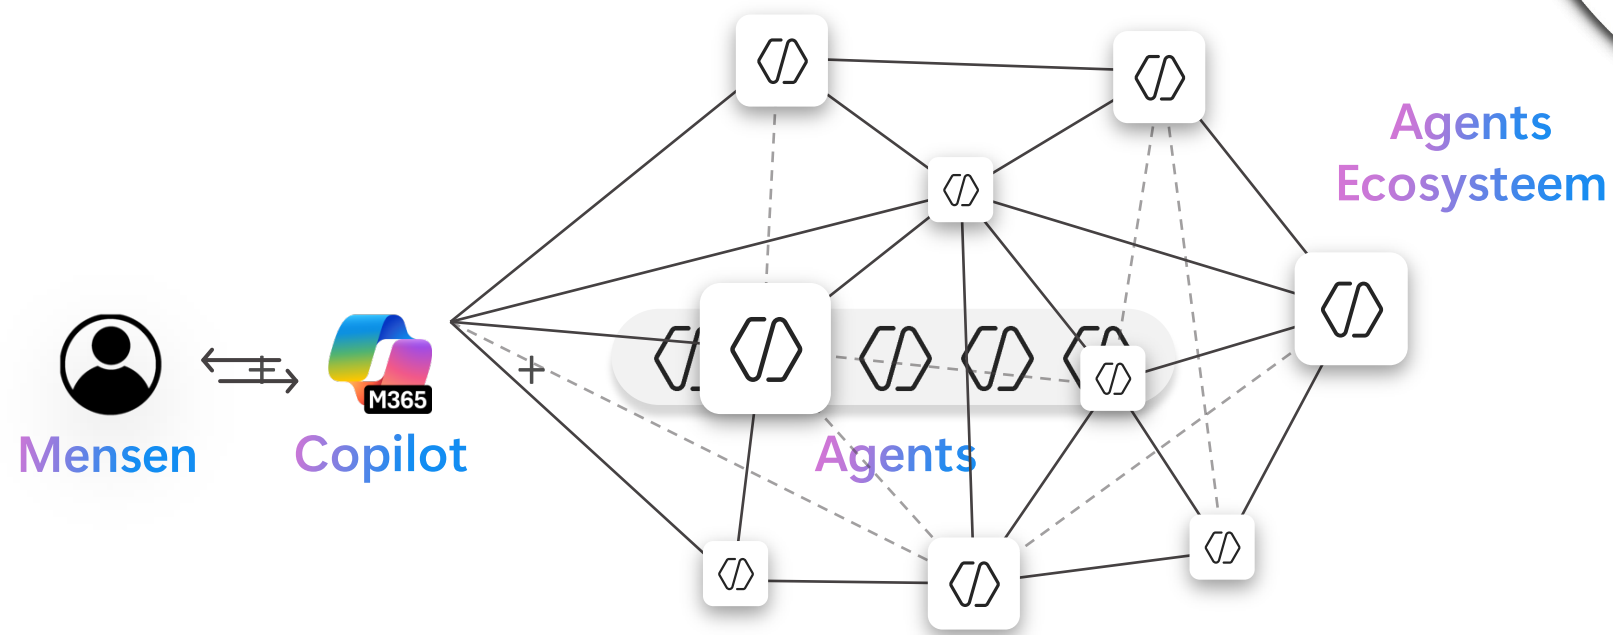 Agents
Ecosysteem
M365
Mensen
Copilot
Agents